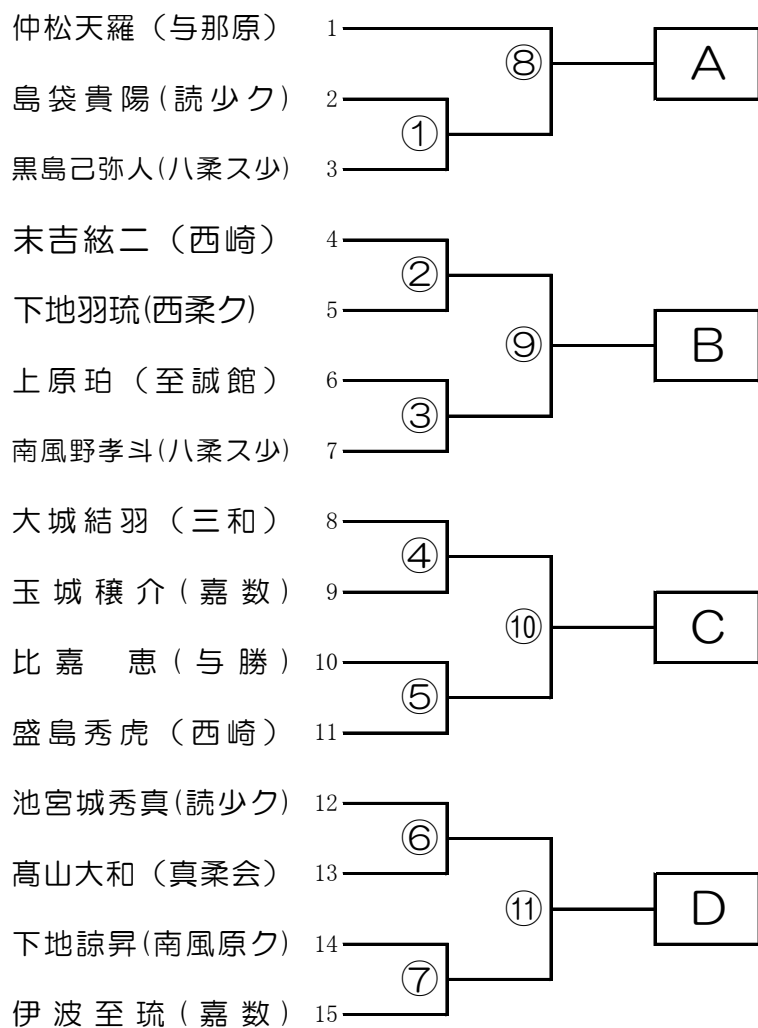 仲松天羅（与那原） 1
⑧ A
島袋貴陽(読少ク) 2
①
黒島己弥人(八柔ス少) 3
末吉絃二（西崎） 4
②
下地羽琉(西柔ク) 5
⑨ B
上原珀（至誠館） 6
③
南風野孝斗(八柔ス少) 7
大城結羽（三和） 8
④
玉城穣介(嘉数) 9
⑩ C
比嘉　恵(与勝) 10
⑤
盛島秀虎（西崎） 11
池宮城秀真(読少ク) 12
⑥
髙山大和（真柔会） 13
⑪ D
下地諒昇(南風原ク) 14
⑦
伊波至琉(嘉数) 15